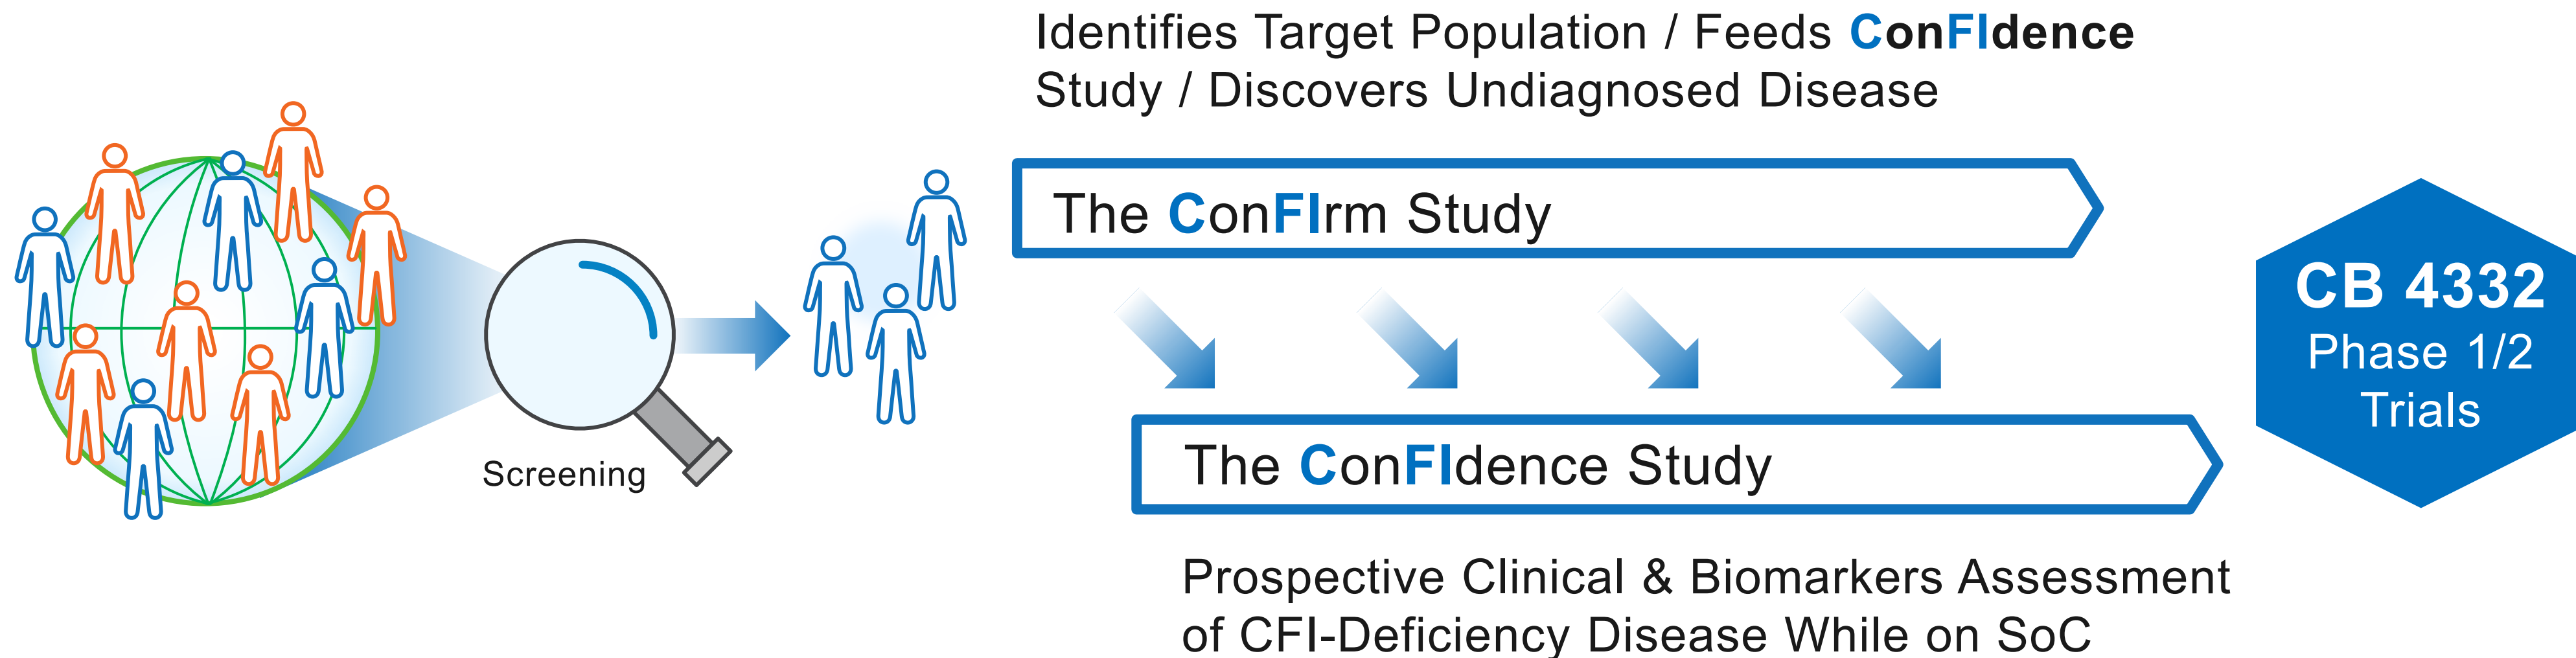 Identifies Target Population / Feeds ConFIdence
Study / Discovers Undiagnosed Disease
The ConFIrm Study
Screening
The ConFIdence Study
Prospective Clinical & Biomarkers Assessment
of CFI-Deficiency Disease While on SoC
CB 4332
Phase 1/2
Trials